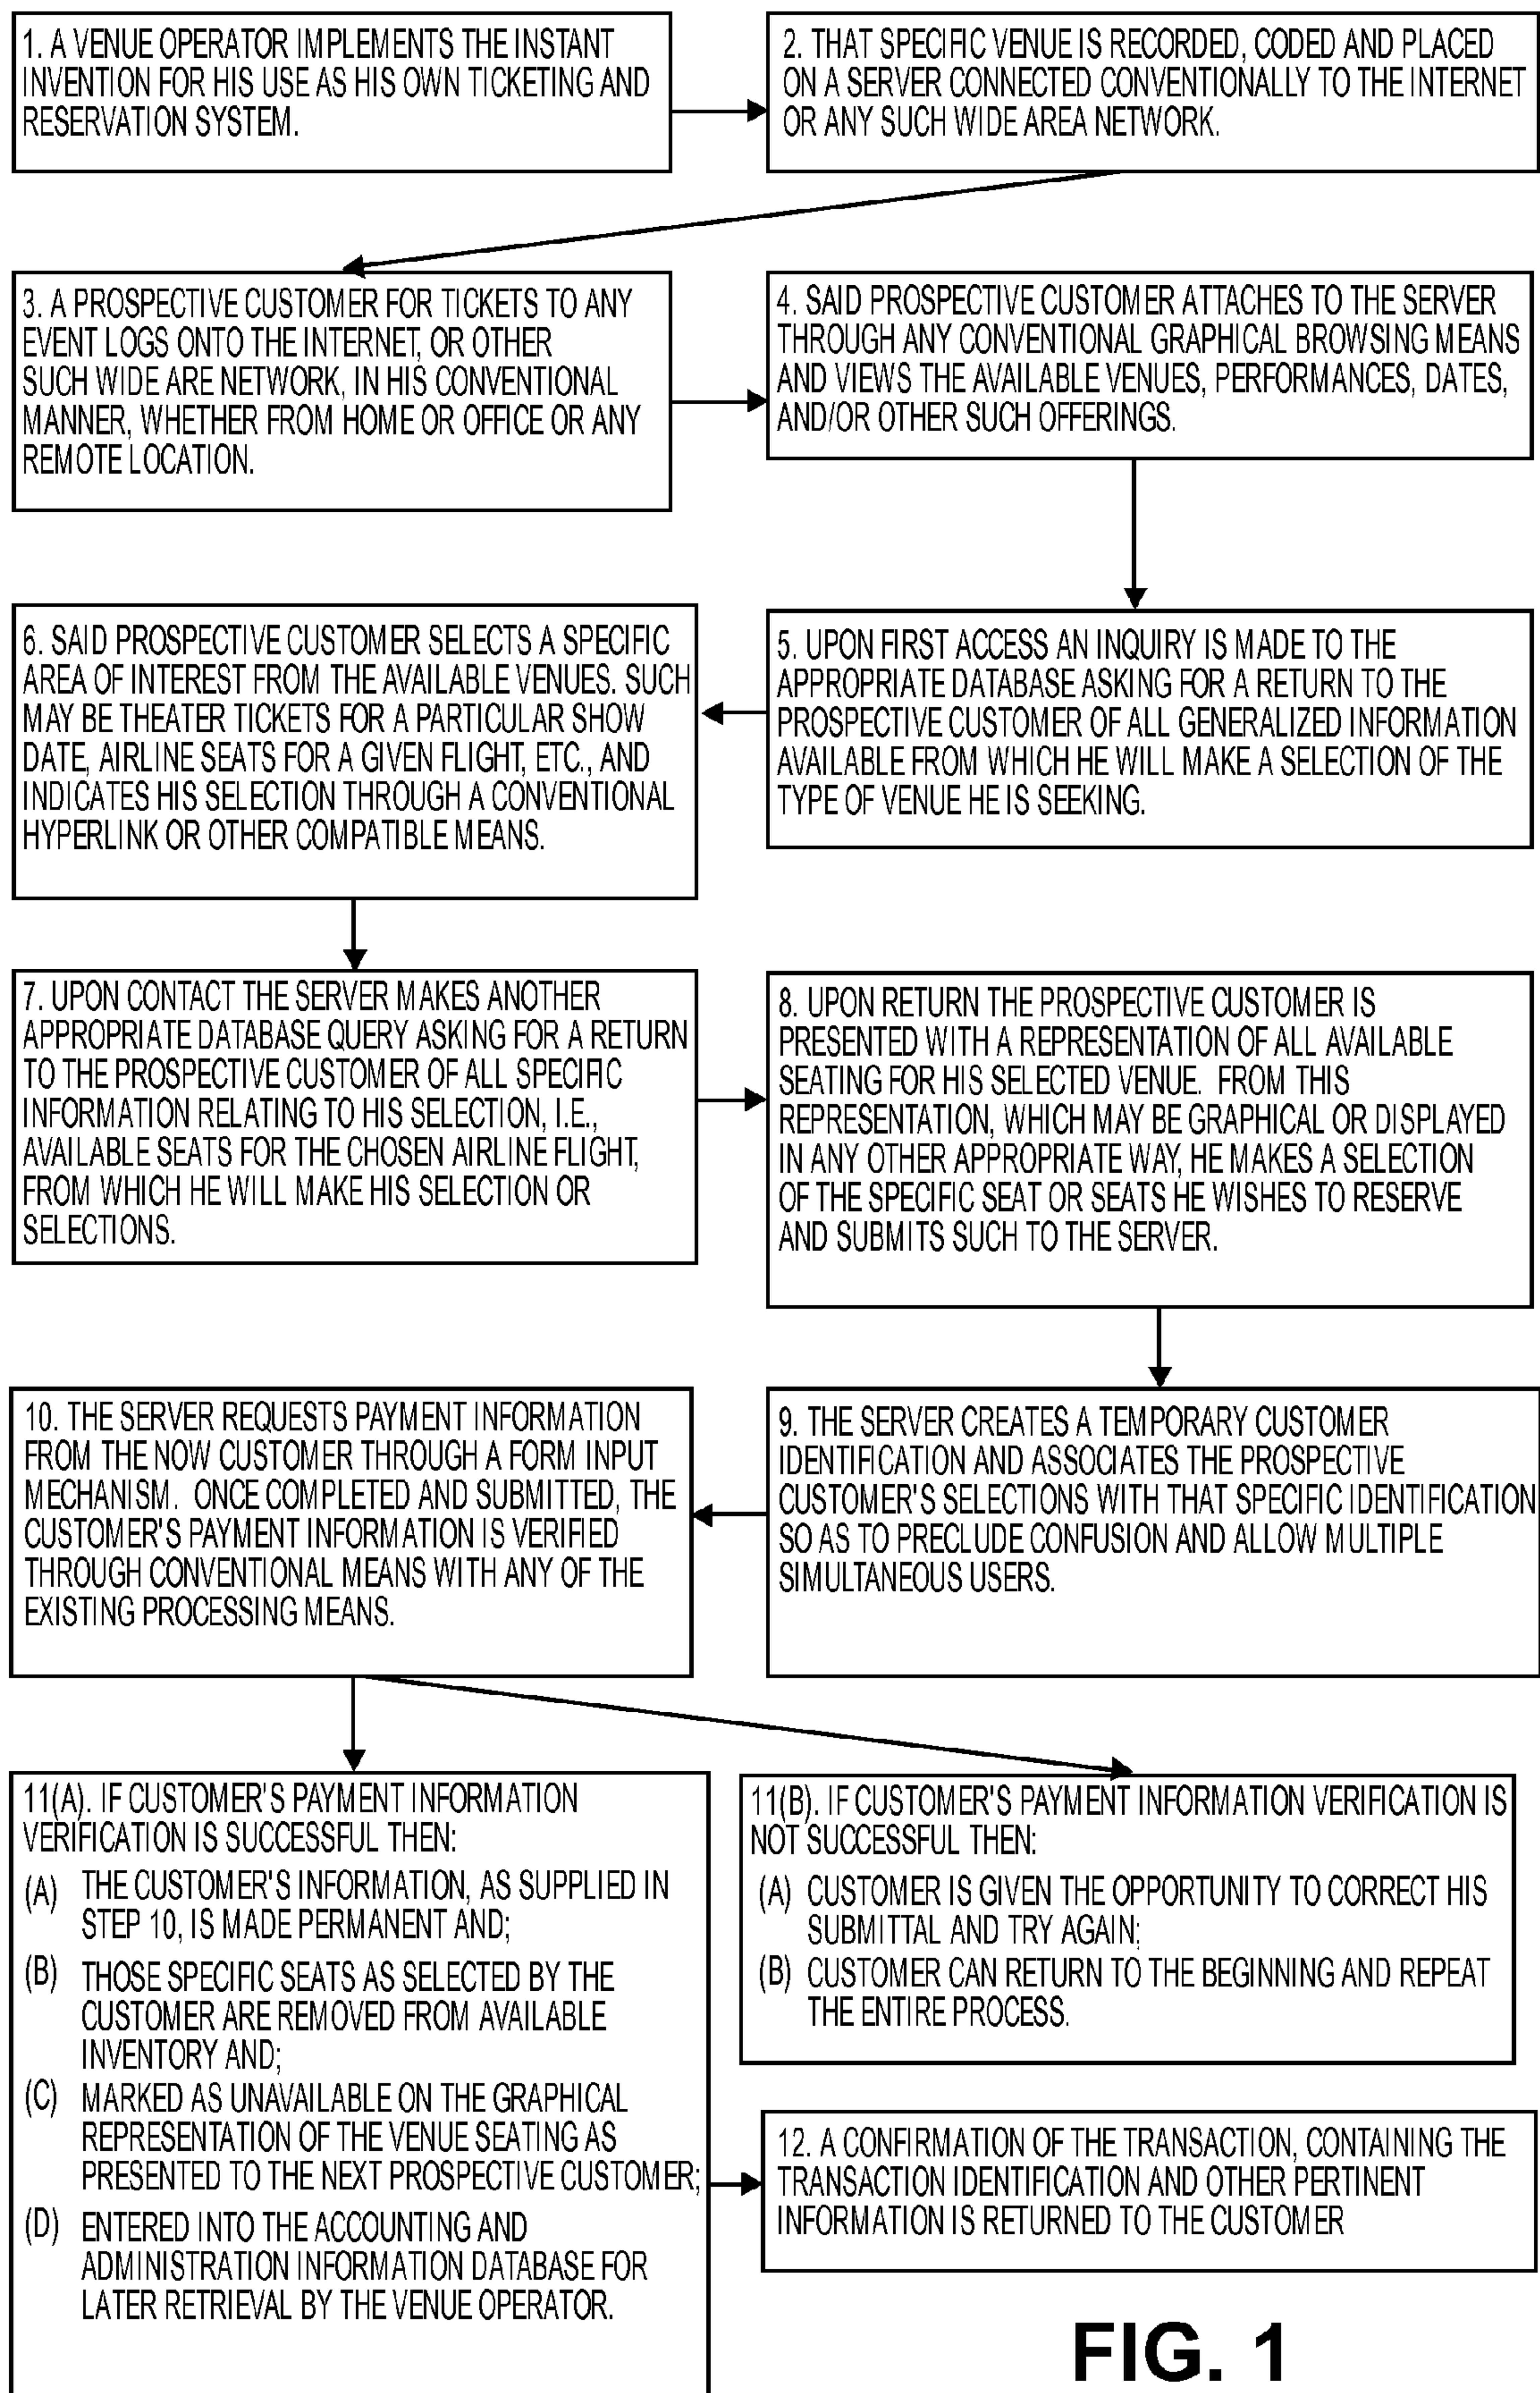 1. A VENUE OPERATOR IMPLEMENTS THE INSTANT
INVENTION FOR HIS USE AS HIS OWN TICKETING AND
RESERVATION SYSTEM.
2. THAT SPECIFIC VENUE IS RECORDED, CODED AND PLACED
ON A SERVER CONNECTED CONVENTIONALLY TO THE INTERNET
OR ANY SUCH WIDE AREA NETWORK.
3. A PROSPECTIVE CUSTOMER FOR TICKETS TO ANY
EVENT LOGS ONTO THE INTERNET, OR OTHER
SUCH WIDE ARE NETWORK, IN HIS CONVENTIONAL
MANNER, WHETHER FROM HOME OR OFFICE OR ANY
REMOTE LOCATION.
4. SAID PROSPECTIVE CUSTOMER ATTACHES TO THE SERVER
THROUGH ANY CONVENTIONAL GRAPHICAL BROWSING MEANS
AND VIEWS THE AVAILABLE VENUES, PERFORMANCES, DATES,
AND/OR OTHER SUCH OFFERINGS.
5. UPON FIRST ACCESS AN INQUIRY IS MADE TO THE
APPROPRIATE DATABASE ASKING FOR A RETURN TO THE
PROSPECTIVE CUSTOMER OF ALL GENERALIZED INFORMATION
AVAILABLE FROM WHICH HE WILL MAKE A SELECTION OF THE
TYPE OF VENUE HE IS SEEKING.
6. SAID PROSPECTIVE CUSTOMER SELECTS A SPECIFIC
AREA OF INTEREST FROM THE AVAILABLE VENUES. SUCH
MAY BE THEATER TICKETS FOR A PARTICULAR SHOW
DATE, AIRLINE SEATS FOR A GIVEN FLIGHT, ETC., AND
INDICATES HIS SELECTION THROUGH A CONVENTIONAL
HYPERLINK OR OTHER COMPATIBLE MEANS.
7. UPON CONTACT THE SERVER MAKES ANOTHER
APPROPRIATE DATABASE QUERY ASKING FOR A RETURN
TO THE PROSPECTIVE CUSTOMER OF ALL SPECIFIC
INFORMATION RELATING TO HIS SELECTION, I.E.,
AVAILABLE SEATS FOR THE CHOSEN AIRLINE FLIGHT,
FROM WHICH HE WILL MAKE HIS SELECTION OR
SELECTIONS.
8. UPON RETURN THE PROSPECTIVE CUSTOMER IS
PRESENTED WITH A REPRESENTATION OF ALL AVAILABLE
SEATING FOR HIS SELECTED VENUE. FROM THIS
REPRESENTATION, WHICH MAY BE GRAPHICAL OR DISPLAYED
IN ANY OTHER APPROPRIATE WAY, HE MAKES A SELECTION
OF THE SPECIFIC SEAT OR SEATS HE WISHES TO RESERVE
AND SUBMITS SUCH TO THE SERVER.
9. THE SERVER CREATES A TEMPORARY CUSTOMER
IDENTIFICATION AND ASSOCIATES THE PROSPECTIVE
CUSTOMER'S SELECTIONS WITH THAT SPECIFIC IDENTIFICATION
SO AS TO PRECLUDE CONFUSION AND ALLOW MULTIPLE
SIMULTANEOUS USERS.
10. THE SERVER REQUESTS PAYMENT INFORMATION
FROM THE NOW CUSTOMER THROUGH A FORM INPUT
MECHANISM. ONCE COMPLETED AND SUBMITTED, THE
CUSTOMER'S PAYMENT INFORMATION IS VERIFIED
THROUGH CONVENTIONAL MEANS WITH ANY OF THE
EXISTING PROCESSING MEANS.
11(A). IF CUSTOMER'S PAYMENT INFORMATION
VERIFICATION IS SUCCESSFUL THEN:
(A) THE CUSTOMER'S INFORMATION, AS SUPPLIED IN
STEP 10, IS MADE PERMANENT AND;
(B) THOSE SPECIFIC SEATS AS SELECTED BY THE
CUSTOMER ARE REMOVED FROM AVAILABLE
INVENTORY AND;
(C) MARKED AS UNAVAILABLE ON THE GRAPHICAL
REPRESENTATION OF THE VENUE SEATING AS
PRESENTED TO THE NEXT PROSPECTIVE CUSTOMER;
(D) ENTERED INTO THE ACCOUNTING AND
ADMINISTRATION INFORMATION DATABASE FOR
LATER RETRIEVAL BY THE VENUE OPERATOR.
11(B). IF CUSTOMER'S PAYMENT INFORMATION VERIFICATION IS
NOT SUCCESSFUL THEN:
(A) CUSTOMER IS GIVEN THE OPPORTUNITY TO CORRECT HIS
SUBMITTAL AND TRY AGAIN;
(B) CUSTOMER CAN RETURN TO THE BEGINNING AND REPEAT
THE ENTIRE PROCESS.
12. A CONFIRMATION OF THE TRANSACTION, CONTAINING THE
TRANSACTION IDENTIFICATION AND OTHER PERTINENT
INFORMATION IS RETURNED TO THE CUSTOMER
FIG. 1